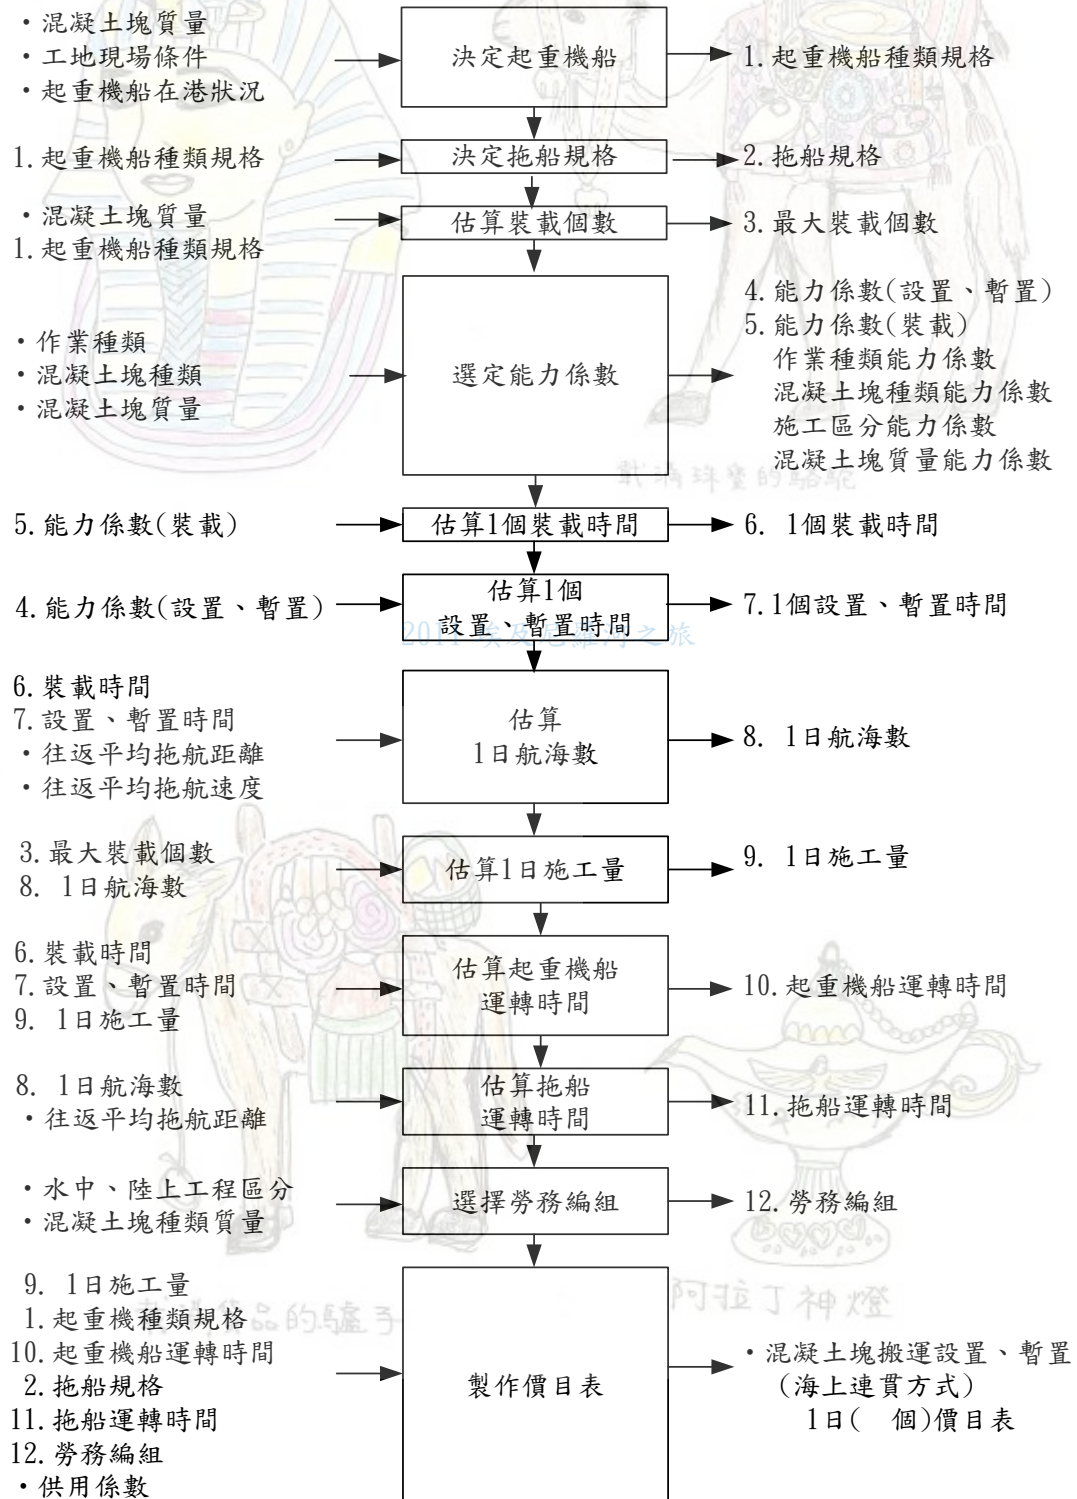 ・混凝土塊質量
・工地現場條件
・起重機船在港狀況
決定起重機船
1.起重機船種類規格
1.起重機船種類規格
決定拖船規格
2.拖船規格
・混凝土塊質量
1.起重機船種類規格
估算裝載個數
3.最大裝載個數
・作業種類
・混凝土塊種類
・混凝土塊質量
選定能力係數
4.能力係數(設置、暫置)
5.能力係數(裝載)
作業種類能力係數
混凝土塊種類能力係數
施工區分能力係數
混凝土塊質量能力係數
載滿珠寶的駱駝
5.能力係數(裝載)
估算1個裝載時間
6. 1個裝載時間
4.能力係數(設置、暫置)
估算1個
設置、暫置時間
7.1個設置、暫置時間
2011 埃及尼羅河之旅
6.裝載時間
7.設置、暫置時間
・往返平均拖航距離
・往返平均拖航速度
估算
1日航海數
8. 1日航海數
3.最大裝載個數
8. 1日航海數
估算1日施工量
9. 1日施工量
6.裝載時間
7.設置、暫置時間
9. 1日施工量
估算起重機船
運轉時間
10.起重機船運轉時間
8. 1日航海數
・往返平均拖航距離
估算拖船
運轉時間
11.拖船運轉時間
・水中、陸上工程區分
・混凝土塊種類質量
選擇勞務編組
12.勞務編組
9. 1日施工量
1.起重機種類規格
10.起重機船運轉時間
2.拖船規格
11.拖船運轉時間
12.勞務編組
・供用係數
製作價目表
・混凝土塊搬運設置、暫置
(海上連貫方式)
1日( 個)價目表
載滿貨品的驢子
阿拉丁神燈